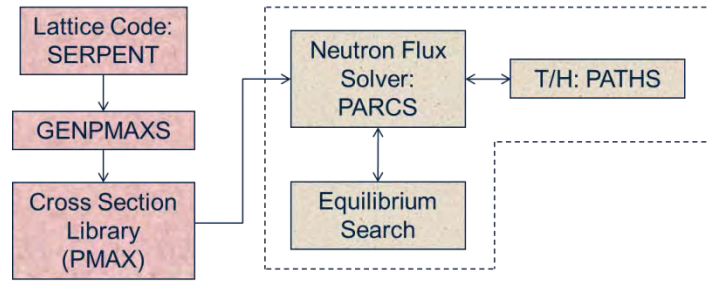 Lattice Code:
SERPENT
GENPMAXS
Cross Section
Library
(PMAX)
Neutron Flux
Solver:
PARCS
T/H: PATHS
Equilibrium
Search